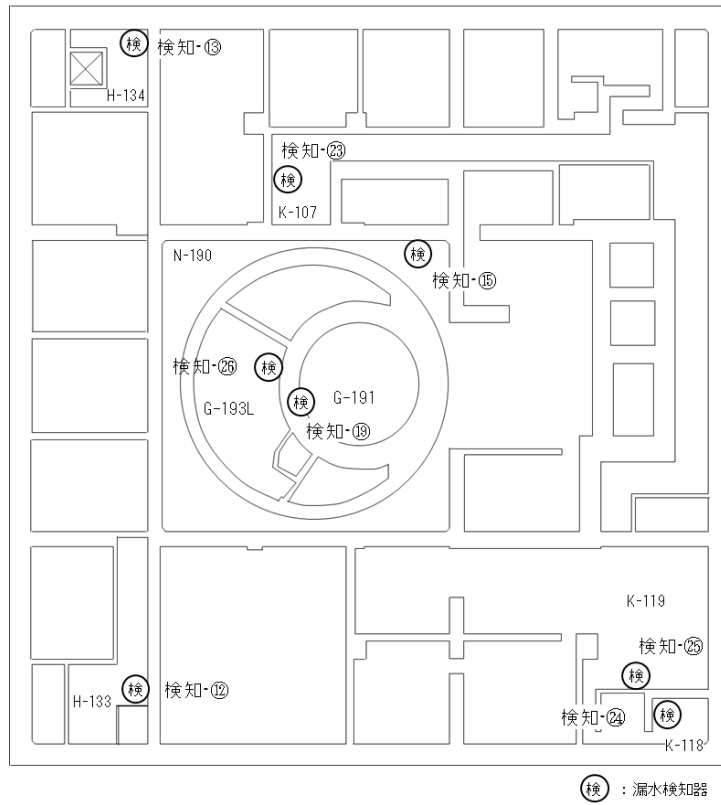 検 検知-⑬
H-134
検知-㉓
検
K-107
N-190
検
検知-⑮
検知-㉖
検
G-193L
検
G-191
検知-⑲
K-119
検知-㉕
検
検 検知-⑫
H-133
検知-㉔
検
K-118
検 : 漏水検知器